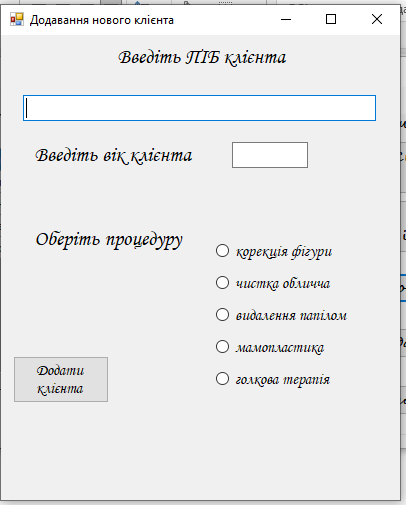 Додавання нового клієнта
Введіть ПІБ клієнта
Введіть вік клієнта
Оберіть процедуру
корекція фігури
чистка обличча
видалення папілом
мамопластика
голкова терапія
Додати
клієнта